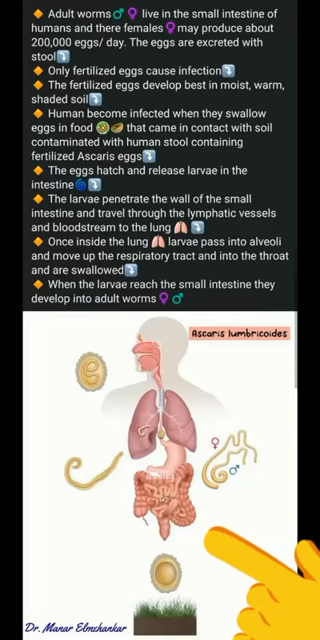 🔶 Adult worms♂️♀️ live in the small intestine of
humans and there females♀️may produce about
200,000 eggs/ day. The eggs are excreted with
stool⤵️
🔶 Only fertilized eggs cause infection⤵️
🔶 The fertilized eggs develop best in moist, warm,
shaded soil⤵️
🔶 Human become infected when they swallow
eggs in food 🥝🥔 that came in contact with soil
contaminated with human stool containing
fertilized Ascaris eggs⤵️
🔶 The eggs hatch and release larvae in the
intestine🌀⤵️
🔶 The larvae penetrate the wall of the small
intestine and travel through the lymphatic vessels
and bloodstream to the lung 🫁⤵️
🔶 Once inside the lung 🫁 larvae pass into alveoli
and move up the respiratory tract and into the throat
and are swallowed⤵️
🔶 When the larvae reach the small intestine they
develop into adult worms♀️♂️
Ascaris lumbricoides
♀
♂
Dr. Manar Elmshankar